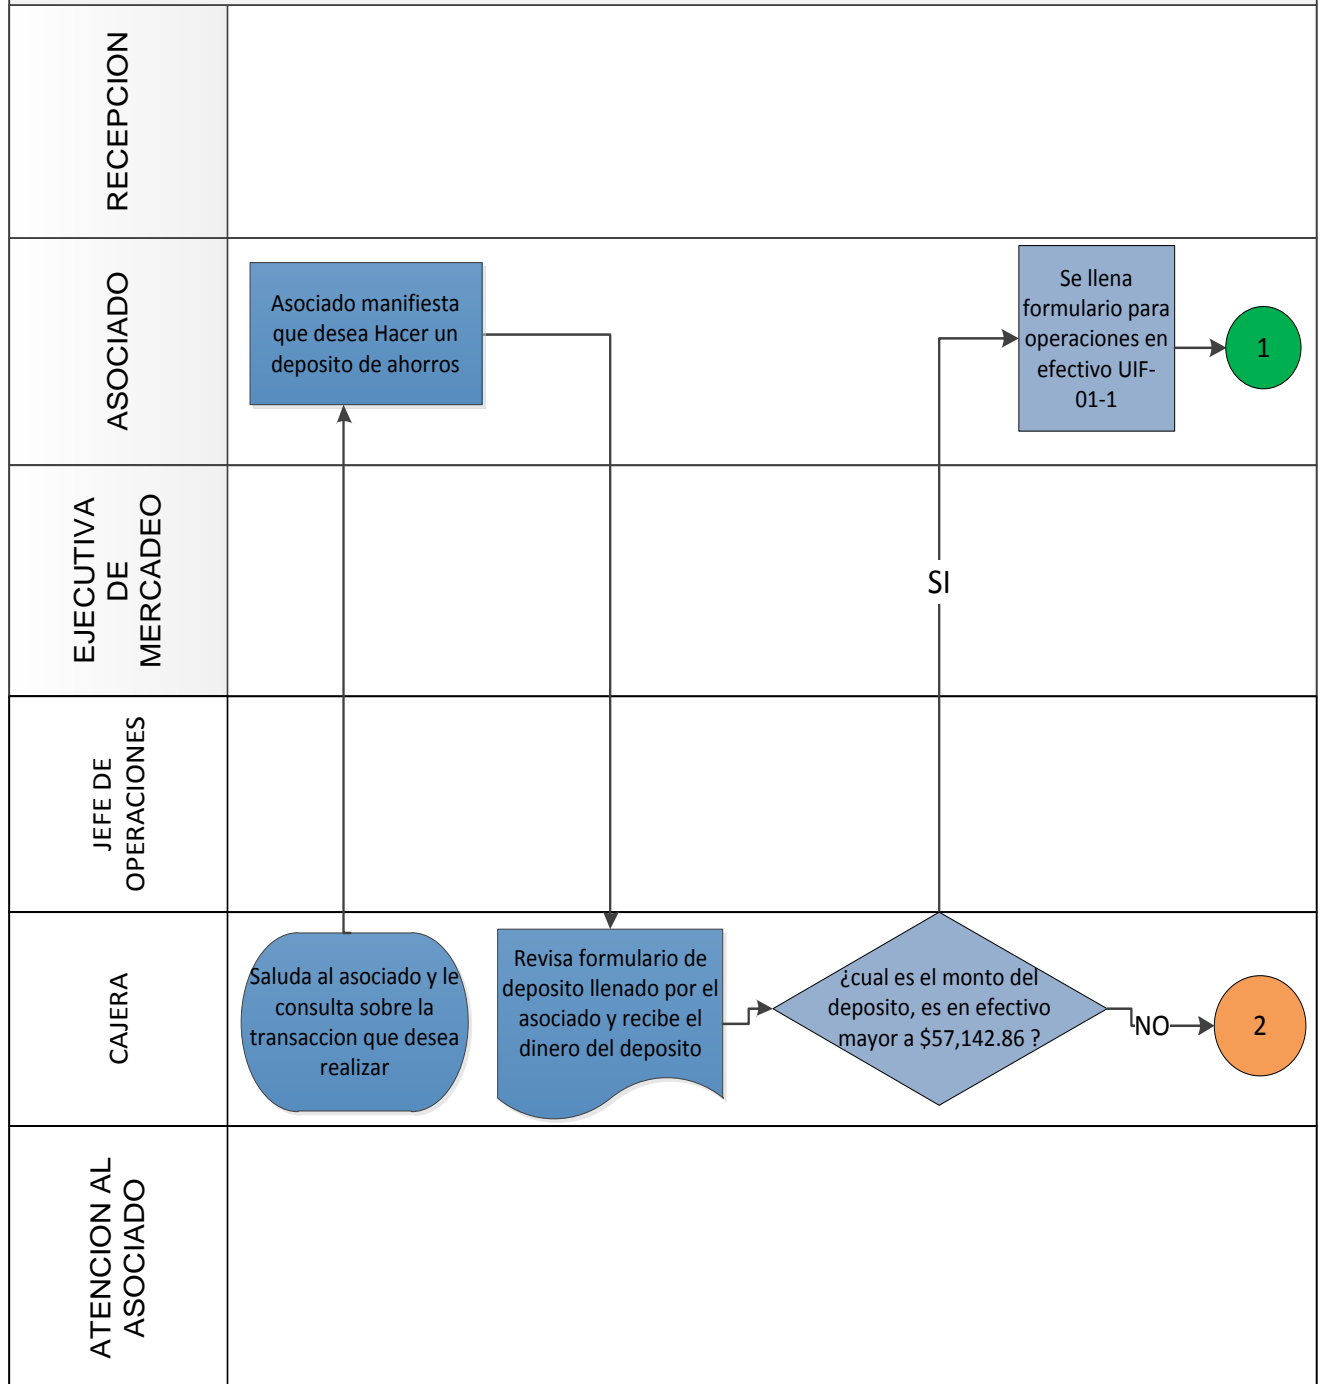 RECEPCION
ASOCIADO
Asociado manifiesta
que desea Hacer un
deposito de ahorros
Se llena
formulario para
operaciones en
efectivo UIF-
01-1
1
EJECUTIVA
DE
MERCADEO
SI
JEFE DE
OPERACIONES
CAJERA
Saluda al asociado y le
consulta sobre la
transaccion que desea
realizar
Revisa formulario de
deposito llenado por el
asociado y recibe el
dinero del deposito
¿cual es el monto del
deposito, es en efectivo
mayor a $57,142.86 ?
NO
2
ATENCION AL
ASOCIADO